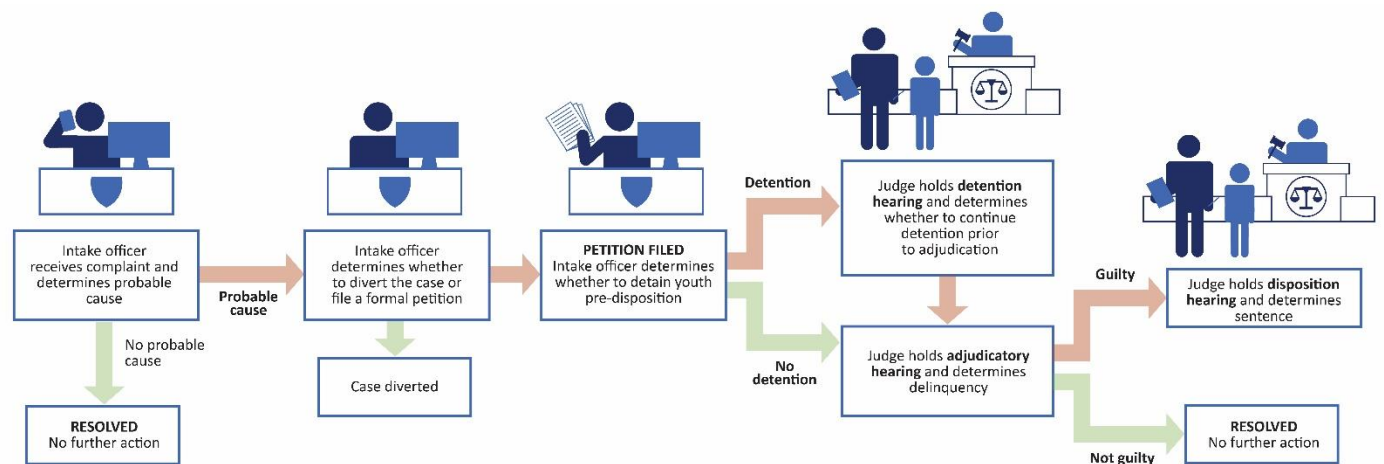 Intake officer
receives complaint and
determines probable
cause
Probable
cause
No probable
cause
RESOLVED
No further action
Intake officer
determines whether
to divert the case or
file a formal petition
Case diverted
PETITION FILED
Intake officer determines
whether to detain youth
pre-disposition
Detention
No
detention
Judge holds detention
hearing and determines
whether to continue
detention prior
to adjudication
Judge holds adjudicatory
hearing and determines
delinquency
Guilty
Not guilty
Judge holds disposition
hearing and determines
sentence
RESOLVED
No further action